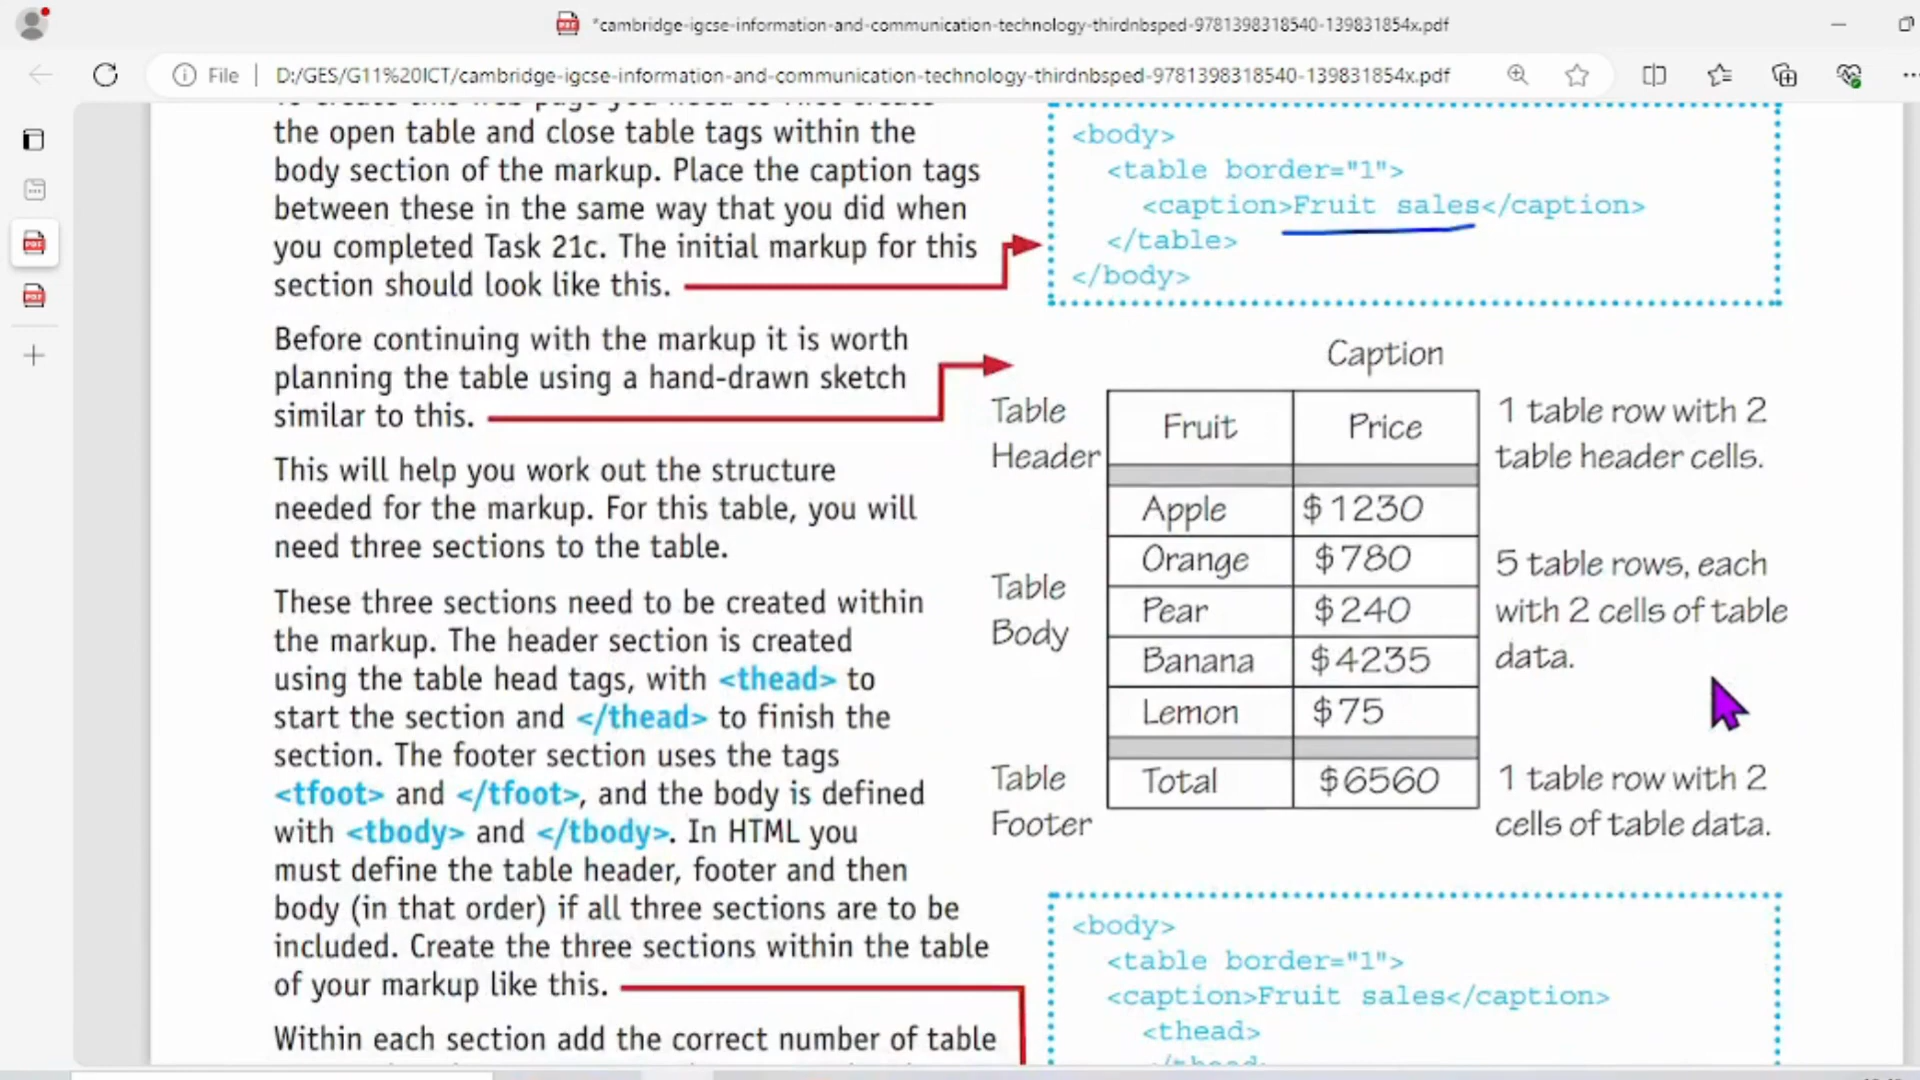 *cambridge-igcse-information-and-communication-technology-thirdnbsped-9781398318540-139831854x.pdf
File
D:/GES/G11%20ICT/cambridge-igcse-information-and-communication-technology-thirdnbsped-9781398318540-139831854x.pdf
the open table and close table tags within the
body section of the markup. Place the caption tags
between these in the same way that you did when
you completed Task 21c. The initial markup for this
section should look like this.
<body>
<table border="1">
<caption>Fruit sales</caption>
</table>
</body>
Before continuing with the markup it is worth
planning the table using a hand-drawn sketch
similar to this.
This will help you work out the structure
needed for the markup. For this table, you will
need three sections to the table.
These three sections need to be created within
the markup. The header section is created
using the table head tags, with <thead> to
start the section and </thead> to finish the
section. The footer section uses the tags
<tfoot> and </tfoot>, and the body is defined
with <tbody> and </tbody>. In HTML you
must define the table header, footer and then
body (in that order) if all three sections are to be
included. Create the three sections within the table
of your markup like this.
Within each section add the correct number of table
Caption
Table
Header
Fruit Price
1 table row with 2
table header cells.
Table
Body
Apple $1230
Orange $780
Pear $240
Banana $4235
Lemon $75
5 table rows, each
with 2 cells of table
data.
Table
Footer
Total $6560
1 table row with 2
cells of table data.
<body>
<table border="1">
<caption>Fruit sales</caption>
<thead>